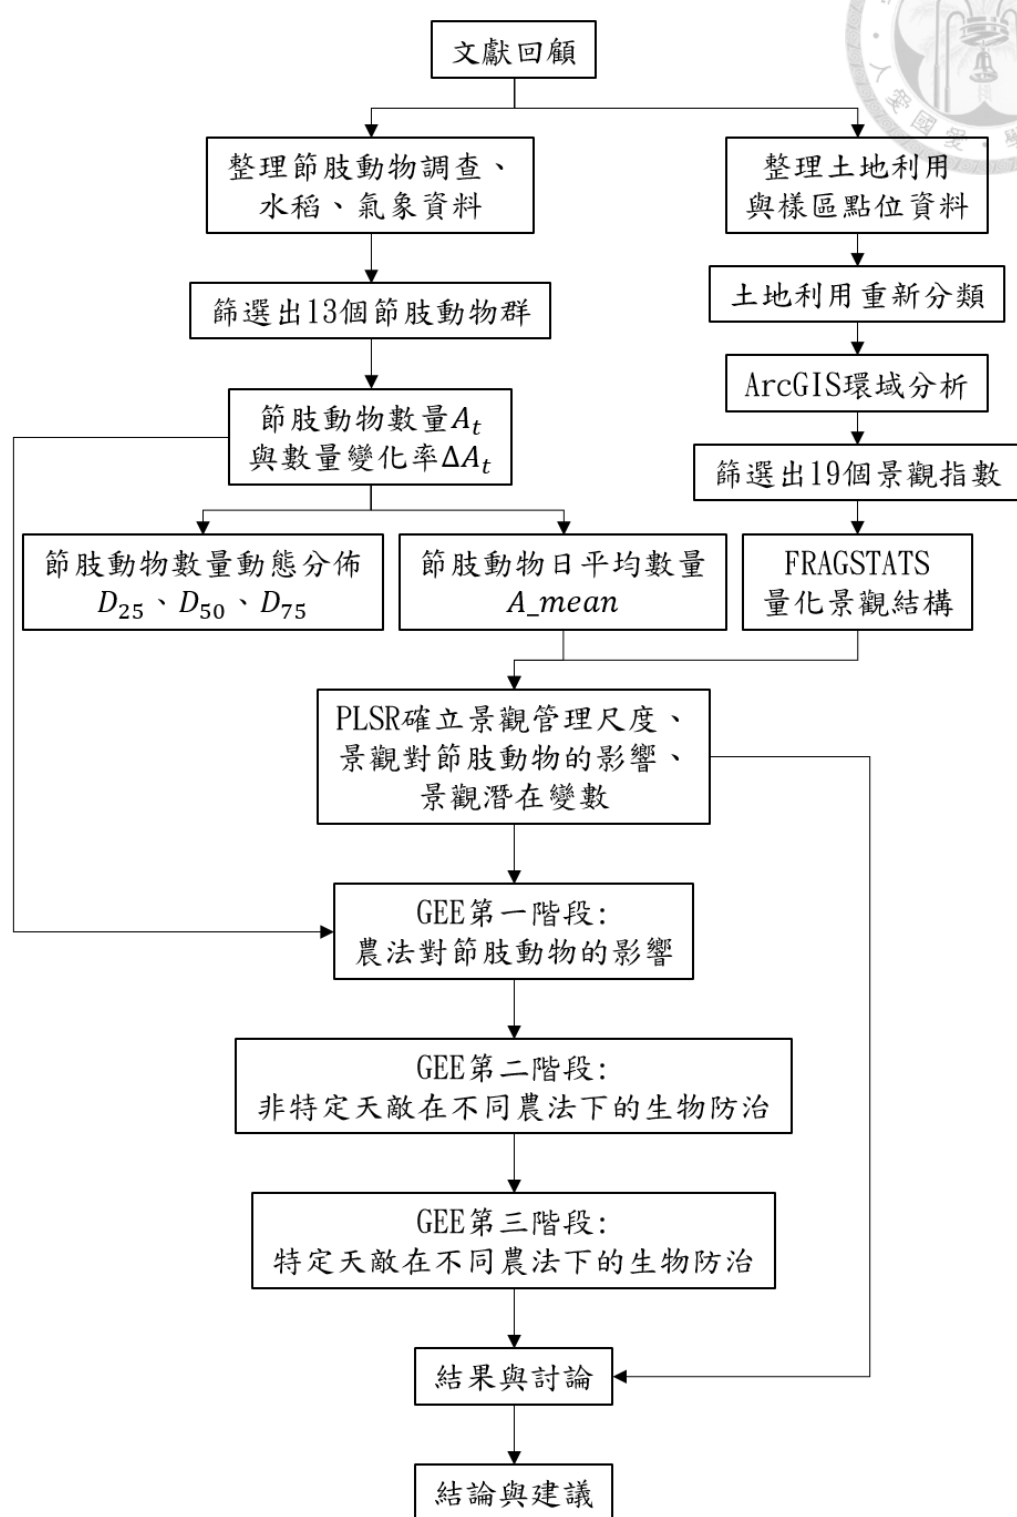 文獻回顧
整理節肢動物調查、
水稻、氣象資料
整理土地利用
與樣區點位資料
篩選出13個節肢動物群
土地利用重新分類
ArcGIS環域分析
節肢動物數量A_t
與數量變化率ΔA_t
篩選出19個景觀指數
節肢動物數量動態分佈
D_25、D_50、D_75
節肢動物日平均數量
A_mean
FRAGSTATS
量化景觀結構
PLSR確立景觀管理尺度、
景觀對節肢動物的影響、
景觀潛在變數
GEE第一階段:
農法對節肢動物的影響
GEE第二階段:
非特定天敵在不同農法下的生物防治
GEE第三階段:
特定天敵在不同農法下的生物防治
結果與討論
結論與建議